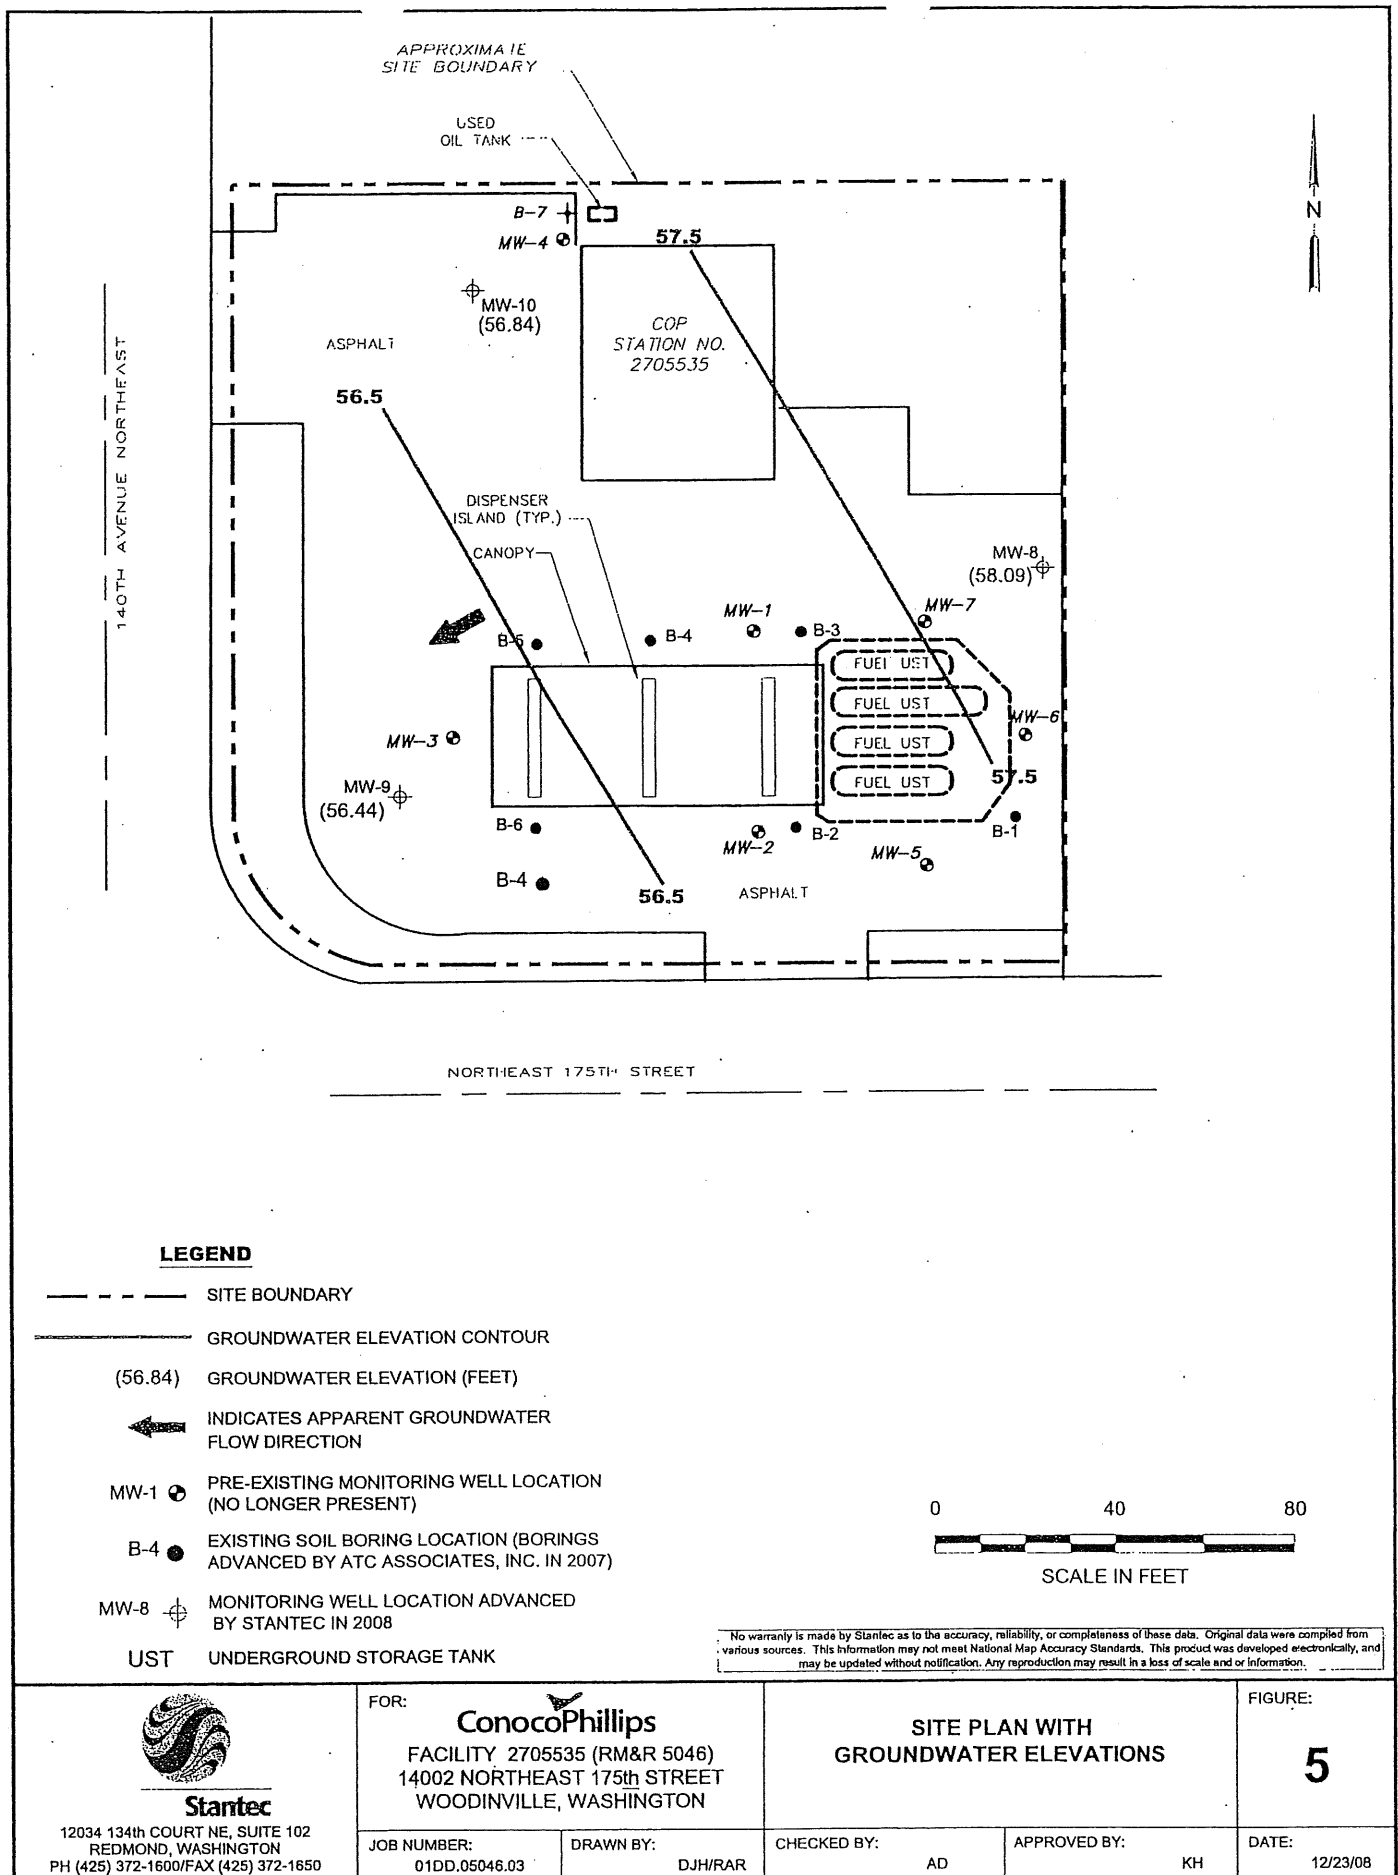 APPROXIMATE
SITE BOUNDARY
USED
OIL TANK
N
B-7
MW-4
57.5
MW-10
(56.84)
COP
STATION NO.
2705535
ASPHALT
56.5
140TH AVENUE NORTHEAST
DISPENSER
ISLAND (TYP.)
CANOPY
MW-8
(58.09)
MW-1
MW-7
B-5
B-4
B-3
FUEL UST
FUEL UST
MW-6
MW-3
FUEL UST
57.5
MW-9
(56.44)
FUEL UST
B-6
MW-2
B-2
B-1
MW-5
B-4
56.5
ASPHALT
NORTHEAST 175TH STREET
LEGEND
SITE BOUNDARY
GROUNDWATER ELEVATION CONTOUR
(56.84) GROUNDWATER ELEVATION (FEET)
INDICATES APPARENT GROUNDWATER
FLOW DIRECTION
MW-1 PRE-EXISTING MONITORING WELL LOCATION
(NO LONGER PRESENT)
B-4 EXISTING SOIL BORING LOCATION (BORINGS
ADVANCED BY ATC ASSOCIATES, INC. IN 2007)
MW-8 MONITORING WELL LOCATION ADVANCED
BY STANTEC IN 2008
UST UNDERGROUND STORAGE TANK
0 40 80
SCALE IN FEET
No warranty is made by Stantec as to the accuracy, reliability, or completeness of these data. Original data were compiled from
various sources. This information may not meet National Map Accuracy Standards. This product was developed electronically, and
may be updated without notification. Any reproduction may result in a loss of scale and or information.
Stantec
12034 134th COURT NE, SUITE 102
REDMOND, WASHINGTON
PH (425) 372-1600/FAX (425) 372-1650
FOR:
ConocoPhillips
FACILITY 2705535 (RM&R 5046)
14002 NORTHEAST 175th STREET
WOODINVILLE, WASHINGTON
SITE PLAN WITH
GROUNDWATER ELEVATIONS
FIGURE:
5
JOB NUMBER:
01DD.05046.03
DRAWN BY:
DJH/RAR
CHECKED BY:
AD
APPROVED BY:
KH
DATE:
12/23/08